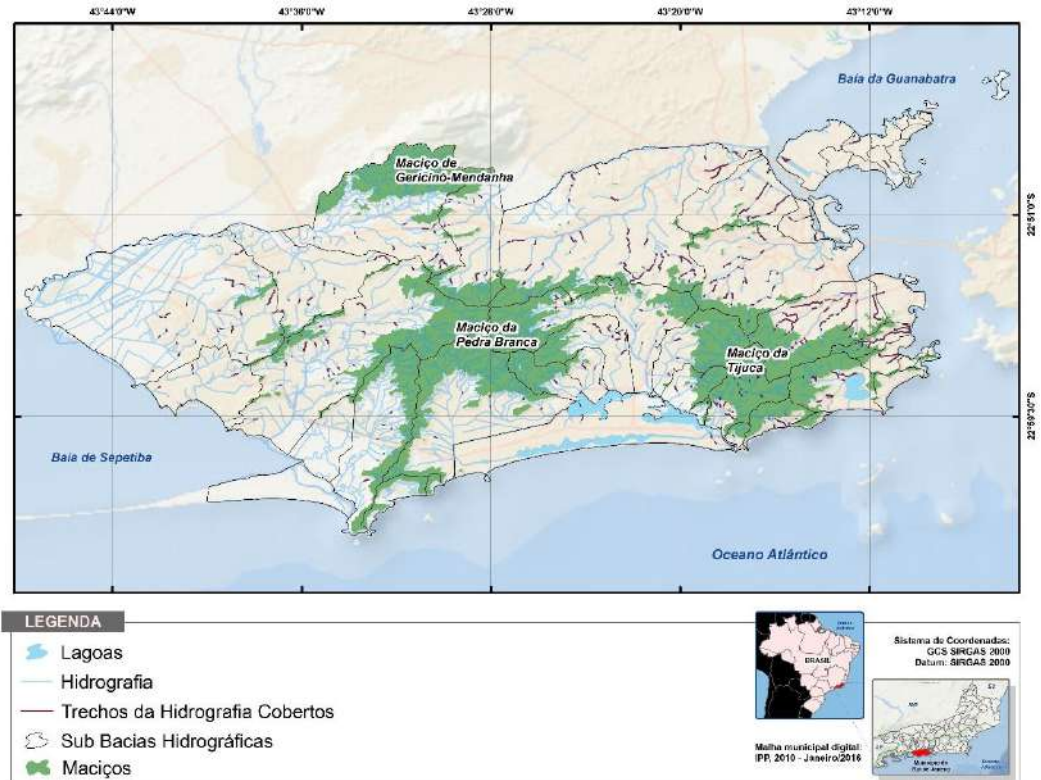 43°44'0"W 43°36'0"W 43°28'0"W 43°20'0"W 43°12'0"W
Baía da Guanabatra
Maciço de
Gericinó-Mendanha
22°51'0"S
Maciço da
Pedra Branca
Maciço da
Tijuca
22°59'30"S
Baía de Sepetiba
Oceano Atlântico
LEGENDA
Lagoas
Hidrografia
Trechos da Hidrografia Cobertos
Sub Bacias Hidrográficas
Maciços
BRASIL
Malha municipal digital:
IPP, 2010 - Janeiro/2016
Sistema de Coordenadas:
GCS SIRGAS 2000
Datum: SIRGAS 2000